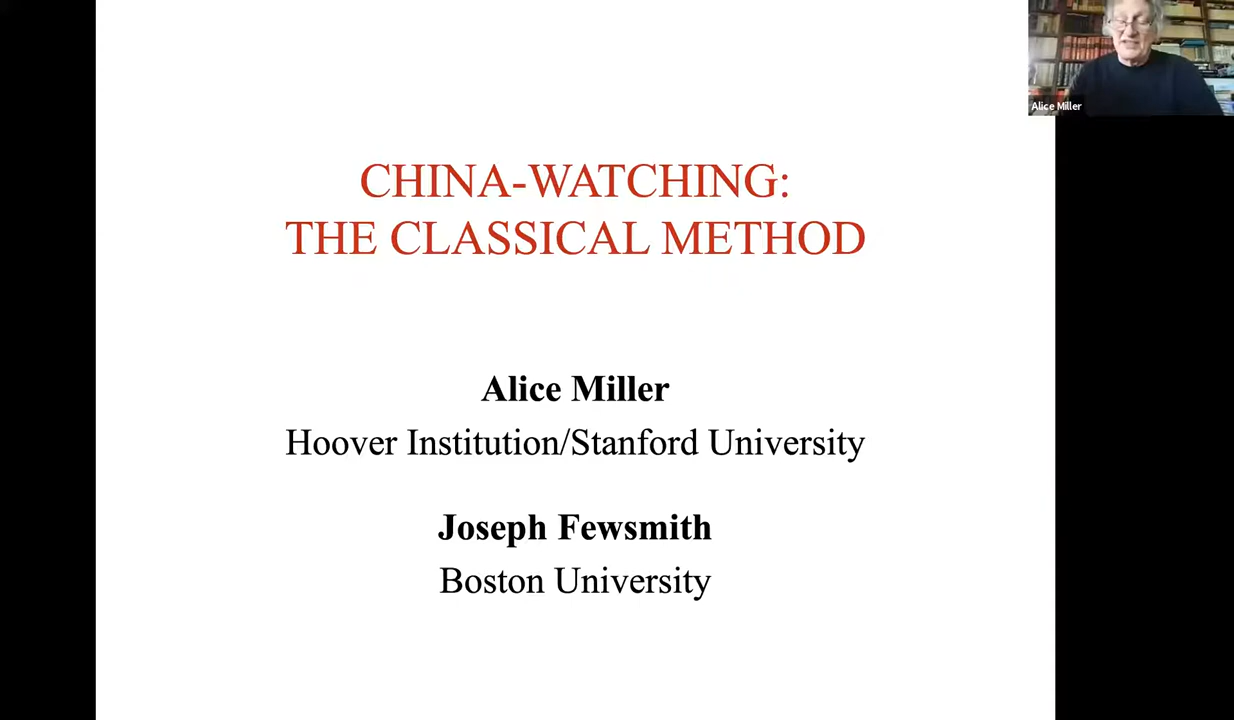 Alice Miller
CHINA-WATCHING:
THE CLASSICAL METHOD
Alice Miller
Hoover Institution/Stanford University
Joseph Fewsmith
Boston University